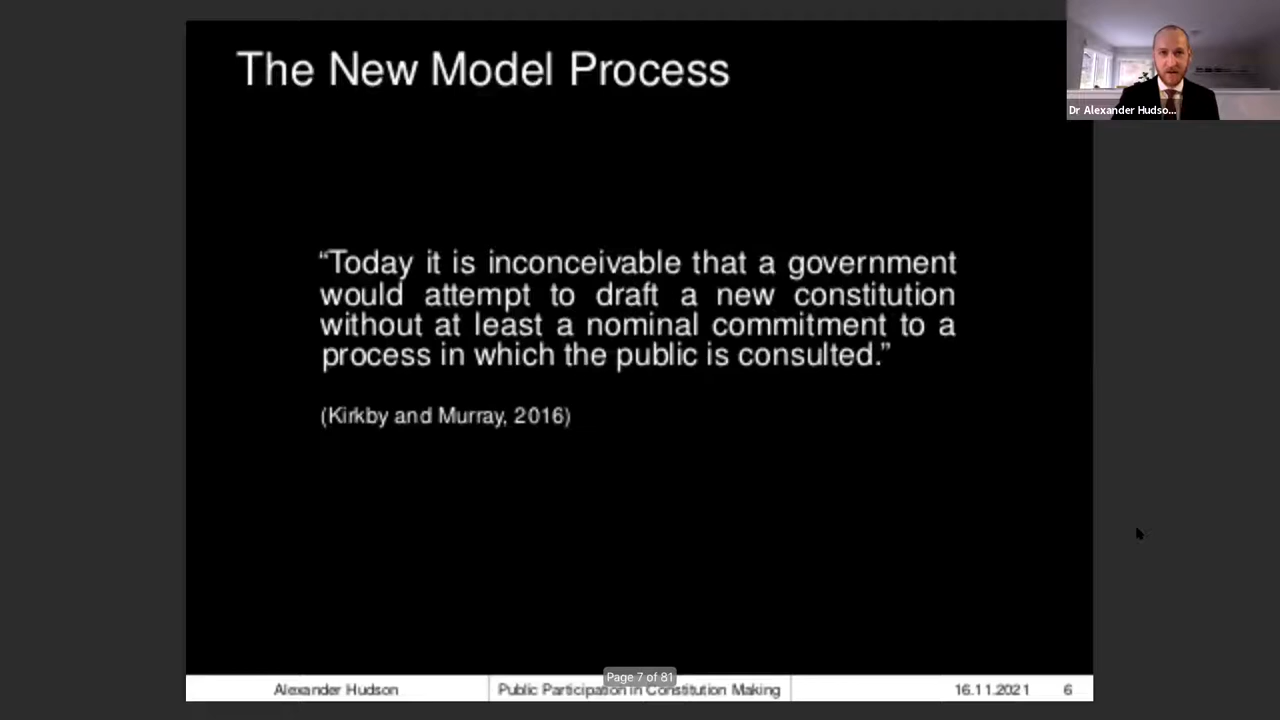 The New Model Process
Dr Alexander Hudso...
“Today it is inconceivable that a government
would attempt to draft a new constitution
without at least a nominal commitment to a
process in which the public is consulted.”
(Kirkby and Murray, 2016)
Page 7 of 81
Alexander Hudson
Public Participation in Constitution Making
16.11.2021
6